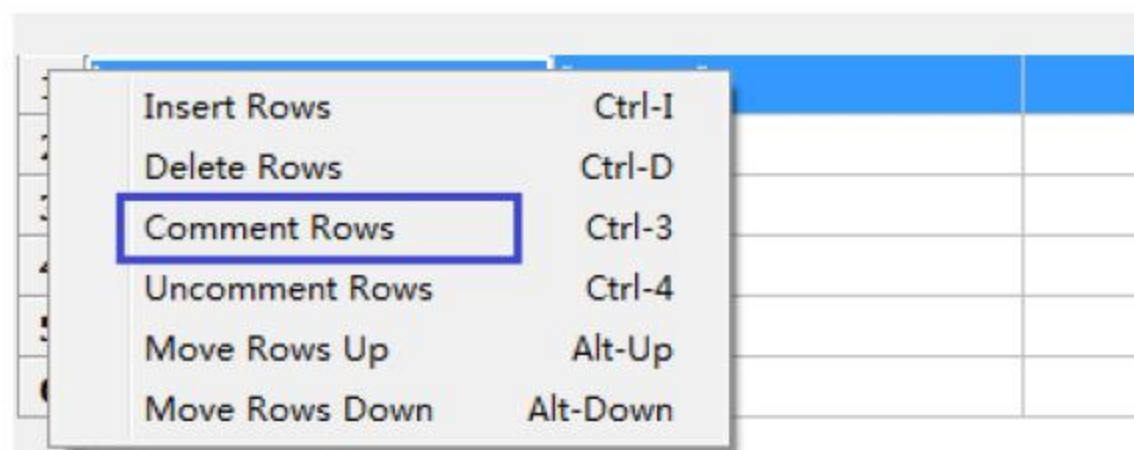 Insert Rows Ctrl-I
Delete Rows Ctrl-D
Comment Rows Ctrl-3
Uncomment Rows Ctrl-4
Move Rows Up Alt-Up
Move Rows Down Alt-Down